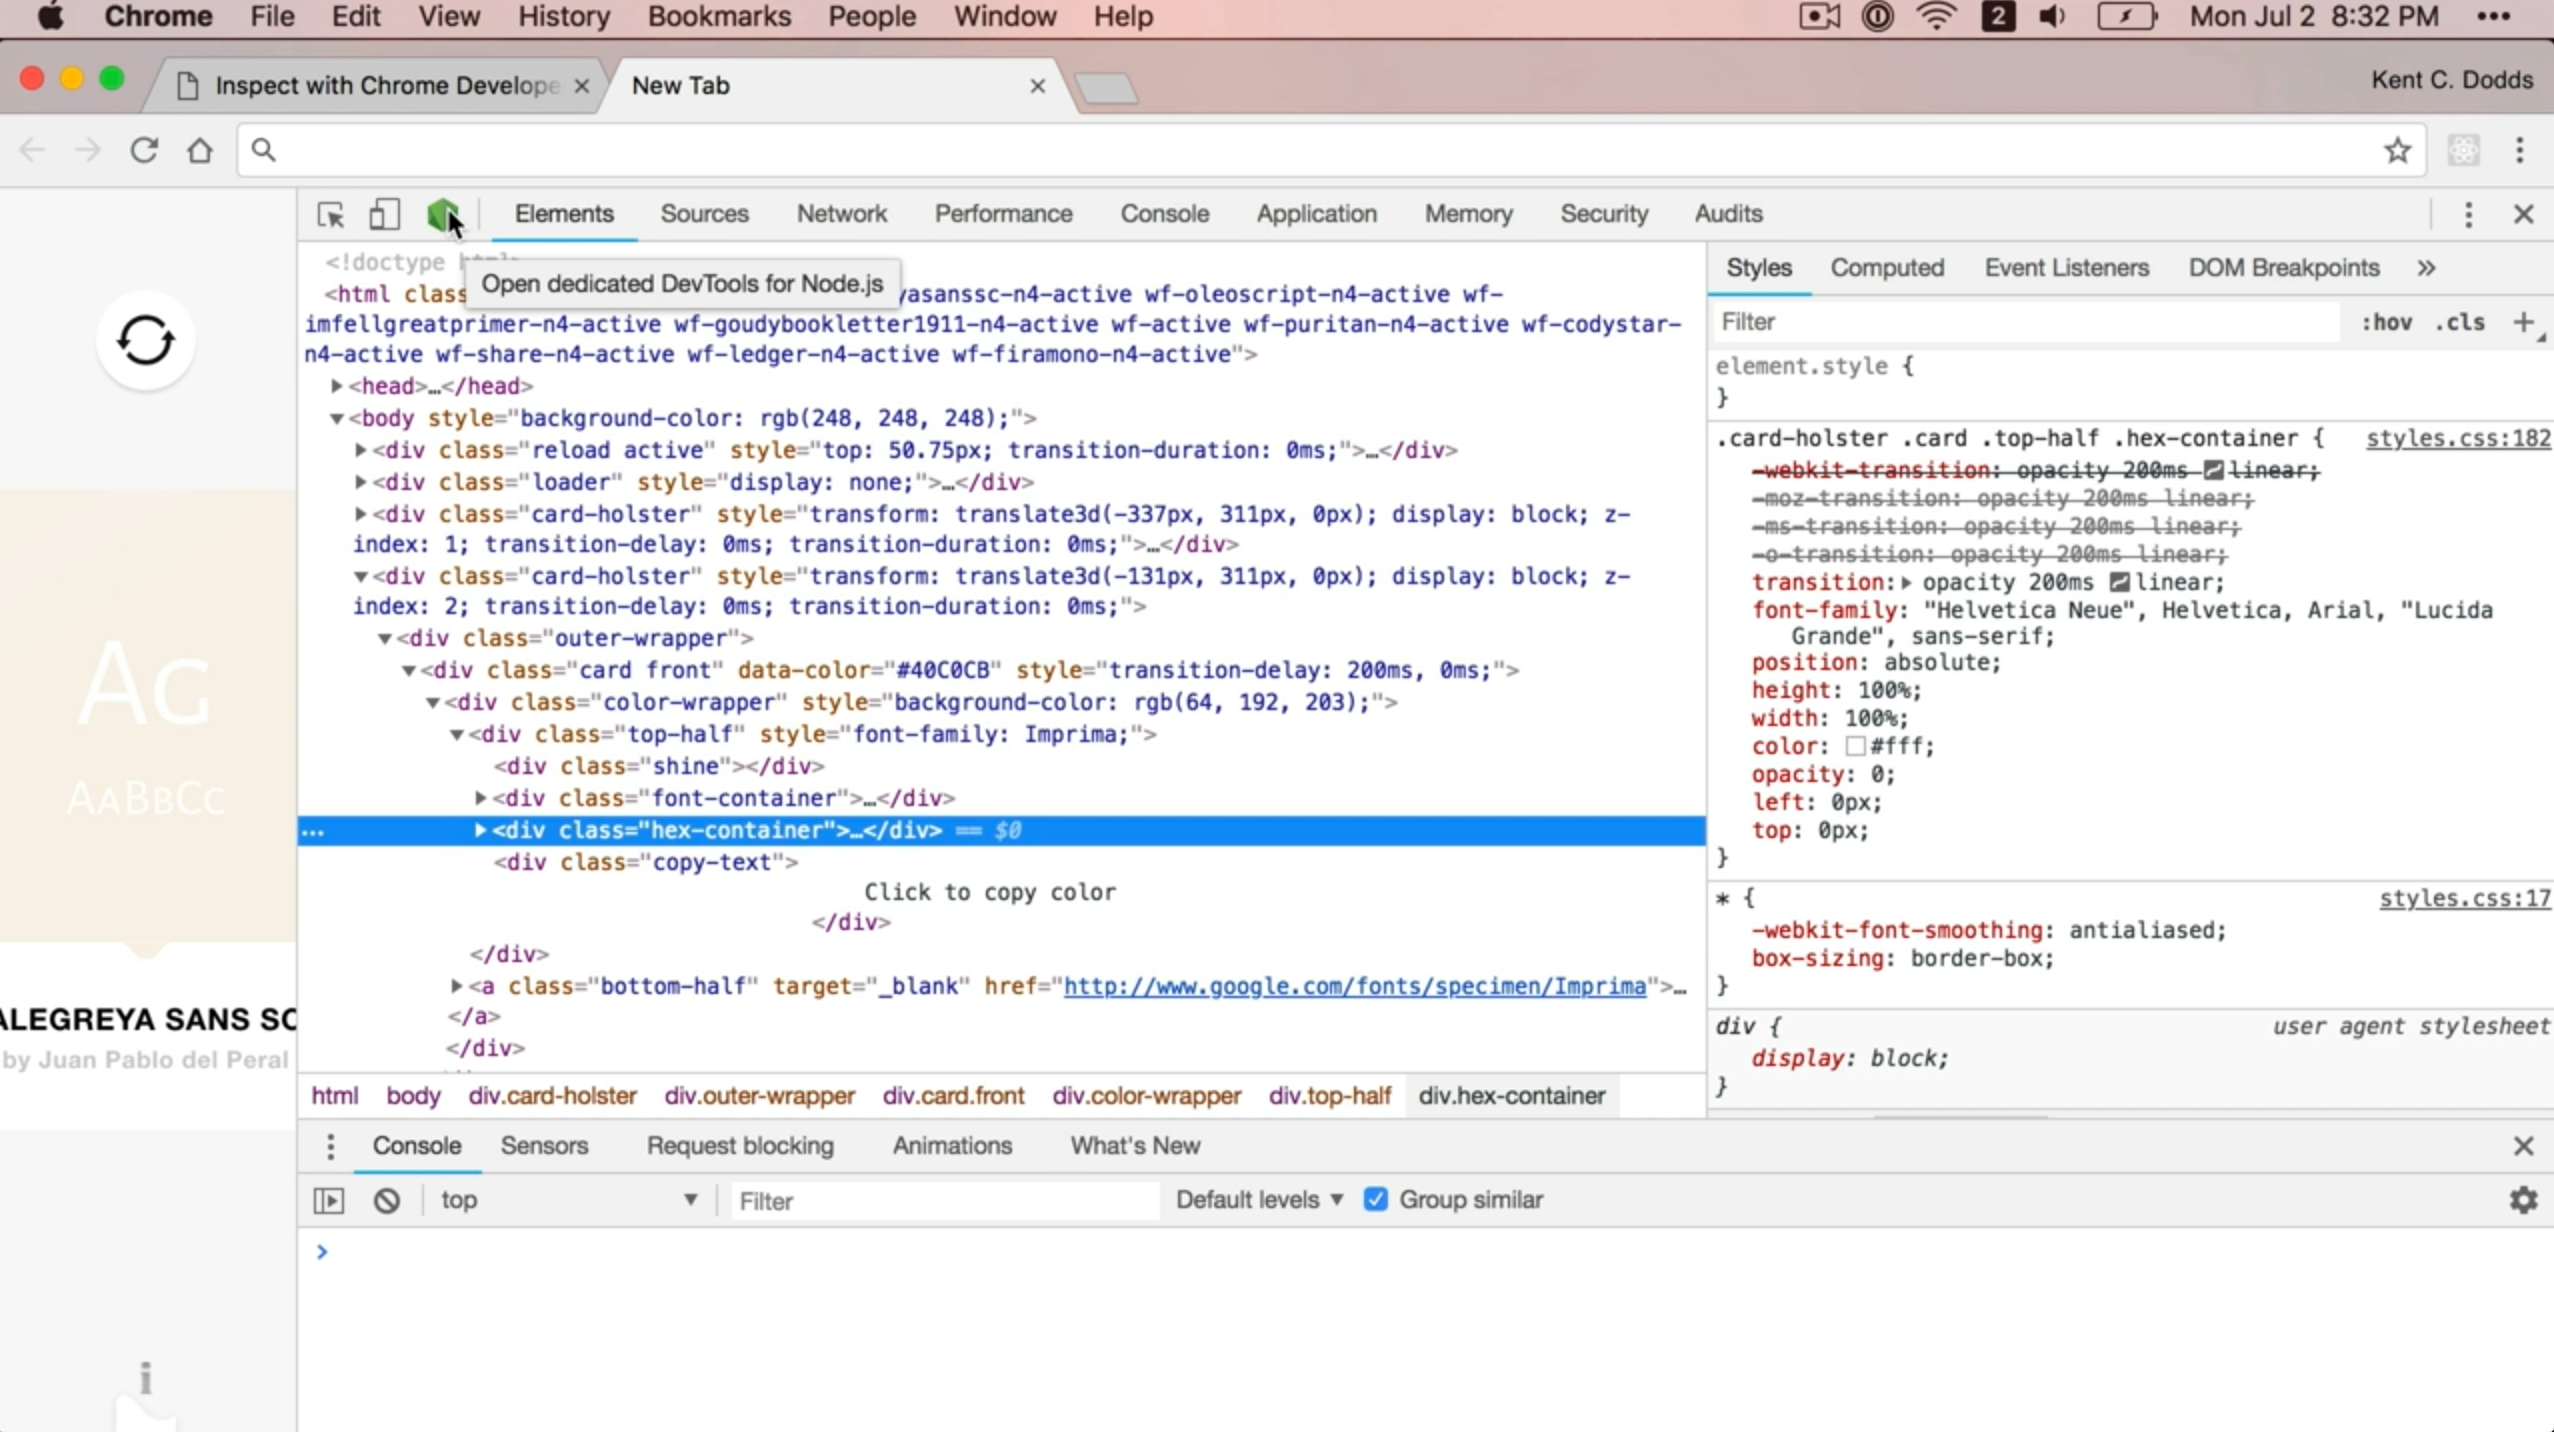 Chrome File Edit View History Bookmarks People Window Help 2 Mon Jul 2 8:32 PM
Inspect with Chrome Develope New Tab Kent C. Dodds
Elements Sources Network Performance Console Application Memory Security Audits
Open dedicated DevTools for Node.js
<!doctype html>
<html class yasanssc-n4-active wf-oleoscript-n4-active wf-
imfellgreatprimer-n4-active wf-goudybookletter1911-n4-active wf-active wf-puritan-n4-active wf-codystar-
n4-active wf-share-n4-active wf-ledger-n4-active wf-firamono-n4-active">
<head>…</head>
<body style="background-color: rgb(248, 248, 248);">
<div class="reload active" style="top: 50.75px; transition-duration: 0ms;">…</div>
<div class="loader" style="display: none;">…</div>
<div class="card-holster" style="transform: translate3d(-337px, 311px, 0px); display: block; z-
index: 1; transition-delay: 0ms; transition-duration: 0ms;">…</div>
<div class="card-holster" style="transform: translate3d(-131px, 311px, 0px); display: block; z-
index: 2; transition-delay: 0ms; transition-duration: 0ms;">
<div class="outer-wrapper">
<div class="card front" data-color="#40C0CB" style="transition-delay: 200ms, 0ms;">
<div class="color-wrapper" style="background-color: rgb(64, 192, 203);">
<div class="top-half" style="font-family: Imprima;">
<div class="shine"></div>
<div class="font-container">…</div>
… <div class="hex-container">…</div> == $0
<div class="copy-text">
Click to copy color
</div>
</div>
<a class="bottom-half" target="_blank" href="http://www.google.com/fonts/specimen/Imprima">…
</a>
</div>
html body div.card-holster div.outer-wrapper div.card.front div.color-wrapper div.top-half div.hex-container
Styles Computed Event Listeners DOM Breakpoints »
Filter :hov .cls +
element.style {
}
.card-holster .card .top-half .hex-container { styles.css:182
-webkit-transition: opacity 200ms linear;
-moz-transition: opacity 200ms linear;
-ms-transition: opacity 200ms linear;
-o-transition: opacity 200ms linear;
transition: opacity 200ms linear;
font-family: "Helvetica Neue", Helvetica, Arial, "Lucida
Grande", sans-serif;
position: absolute;
height: 100%;
width: 100%;
color: #fff;
opacity: 0;
left: 0px;
top: 0px;
}
* { styles.css:17
-webkit-font-smoothing: antialiased;
box-sizing: border-box;
}
div { user agent stylesheet
display: block;
}
AG
AABBCC
ALEGREYA SANS SC
by Juan Pablo del Peral
i
Console Sensors Request blocking Animations What's New
top Filter Default levels Group similar